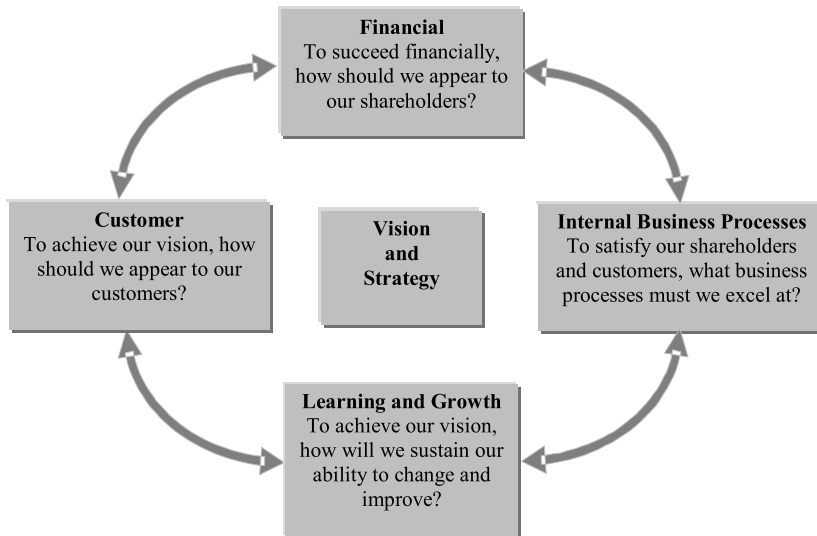 Financial
To succeed financially,
how should we appear to
our shareholders?
Customer
To achieve our vision, how
should we appear to our
customers?
Vision
and
Strategy
Internal Business Processes
To satisfy our shareholders
and customers, what business
processes must we excel at?
Learning and Growth
To achieve our vision,
how will we sustain our
ability to change and
improve?